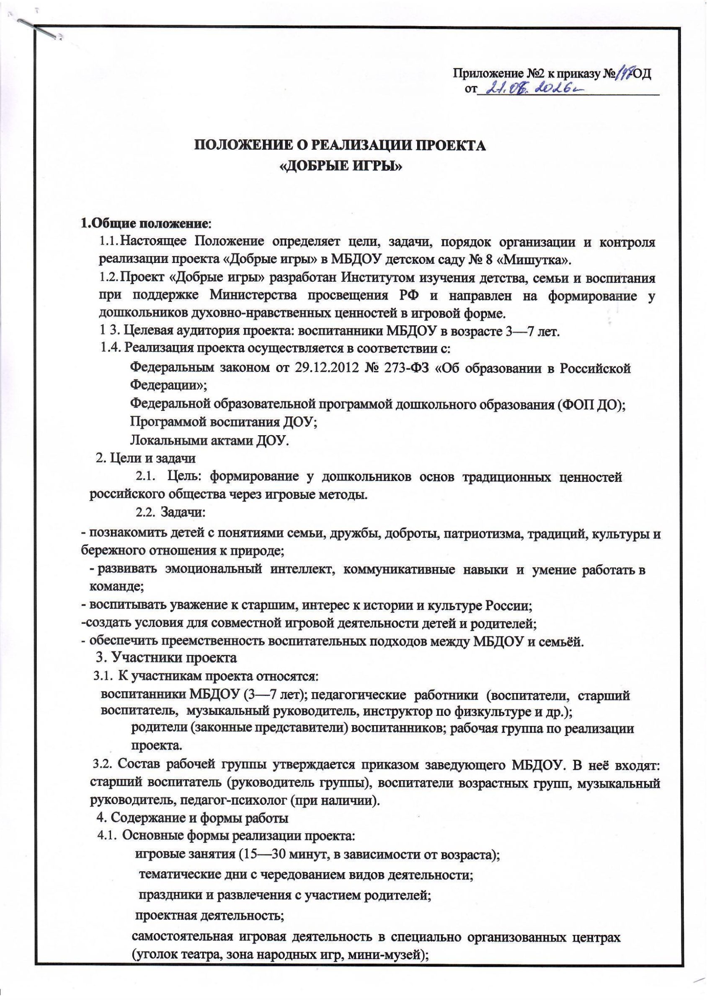 Приложение №2 к приказу № -ОД
от 2026
ПОЛОЖЕНИЕ О РЕАЛИЗАЦИИ ПРОЕКТА
«ДОБРЫЕ ИГРЫ»
1.Общие положение:
1.1.Настоящее Положение определяет цели, задачи, порядок организации и контроля
реализации проекта «Добрые игры» в МБДОУ детском саду № 8 «Мишутка».
1.2.Проект «Добрые игры» разработан Институтом изучения детства, семьи и воспитания
при поддержке Министерства просвещения РФ и направлен на формирование у
дошкольников духовно-нравственных ценностей в игровой форме.
1 3. Целевая аудитория проекта: воспитанники МБДОУ в возрасте 3—7 лет.
1.4. Реализация проекта осуществляется в соответствии с:
Федеральным законом от 29.12.2012 № 273-ФЗ «Об образовании в Российской
Федерации»;
Федеральной образовательной программой дошкольного образования (ФОП ДО);
Программой воспитания ДОУ;
Локальными актами ДОУ.
2. Цели и задачи
2.1. Цель: формирование у дошкольников основ традиционных ценностей
российского общества через игровые методы.
2.2. Задачи:
- познакомить детей с понятиями семьи, дружбы, доброты, патриотизма, традиций, культуры и
бережного отношения к природе;
- развивать эмоциональный интеллект, коммуникативные навыки и умение работать в
команде;
- воспитывать уважение к старшим, интерес к истории и культуре России;
-создать условия для совместной игровой деятельности детей и родителей;
- обеспечить преемственность воспитательных подходов между МБДОУ и семьёй.
3. Участники проекта
3.1. К участникам проекта относятся:
воспитанники МБДОУ (3—7 лет); педагогические работники (воспитатели, старший
воспитатель, музыкальный руководитель, инструктор по физкультуре и др.);
родители (законные представители) воспитанников; рабочая группа по реализации
проекта.
3.2. Состав рабочей группы утверждается приказом заведующего МБДОУ. В неё входят:
старший воспитатель (руководитель группы), воспитатели возрастных групп, музыкальный
руководитель, педагог-психолог (при наличии).
4. Содержание и формы работы
4.1. Основные формы реализации проекта:
игровые занятия (15—30 минут, в зависимости от возраста);
тематические дни с чередованием видов деятельности;
праздники и развлечения с участием родителей;
проектная деятельность;
самостоятельная игровая деятельность в специально организованных центрах
(уголок театра, зона народных игр, мини-музей);